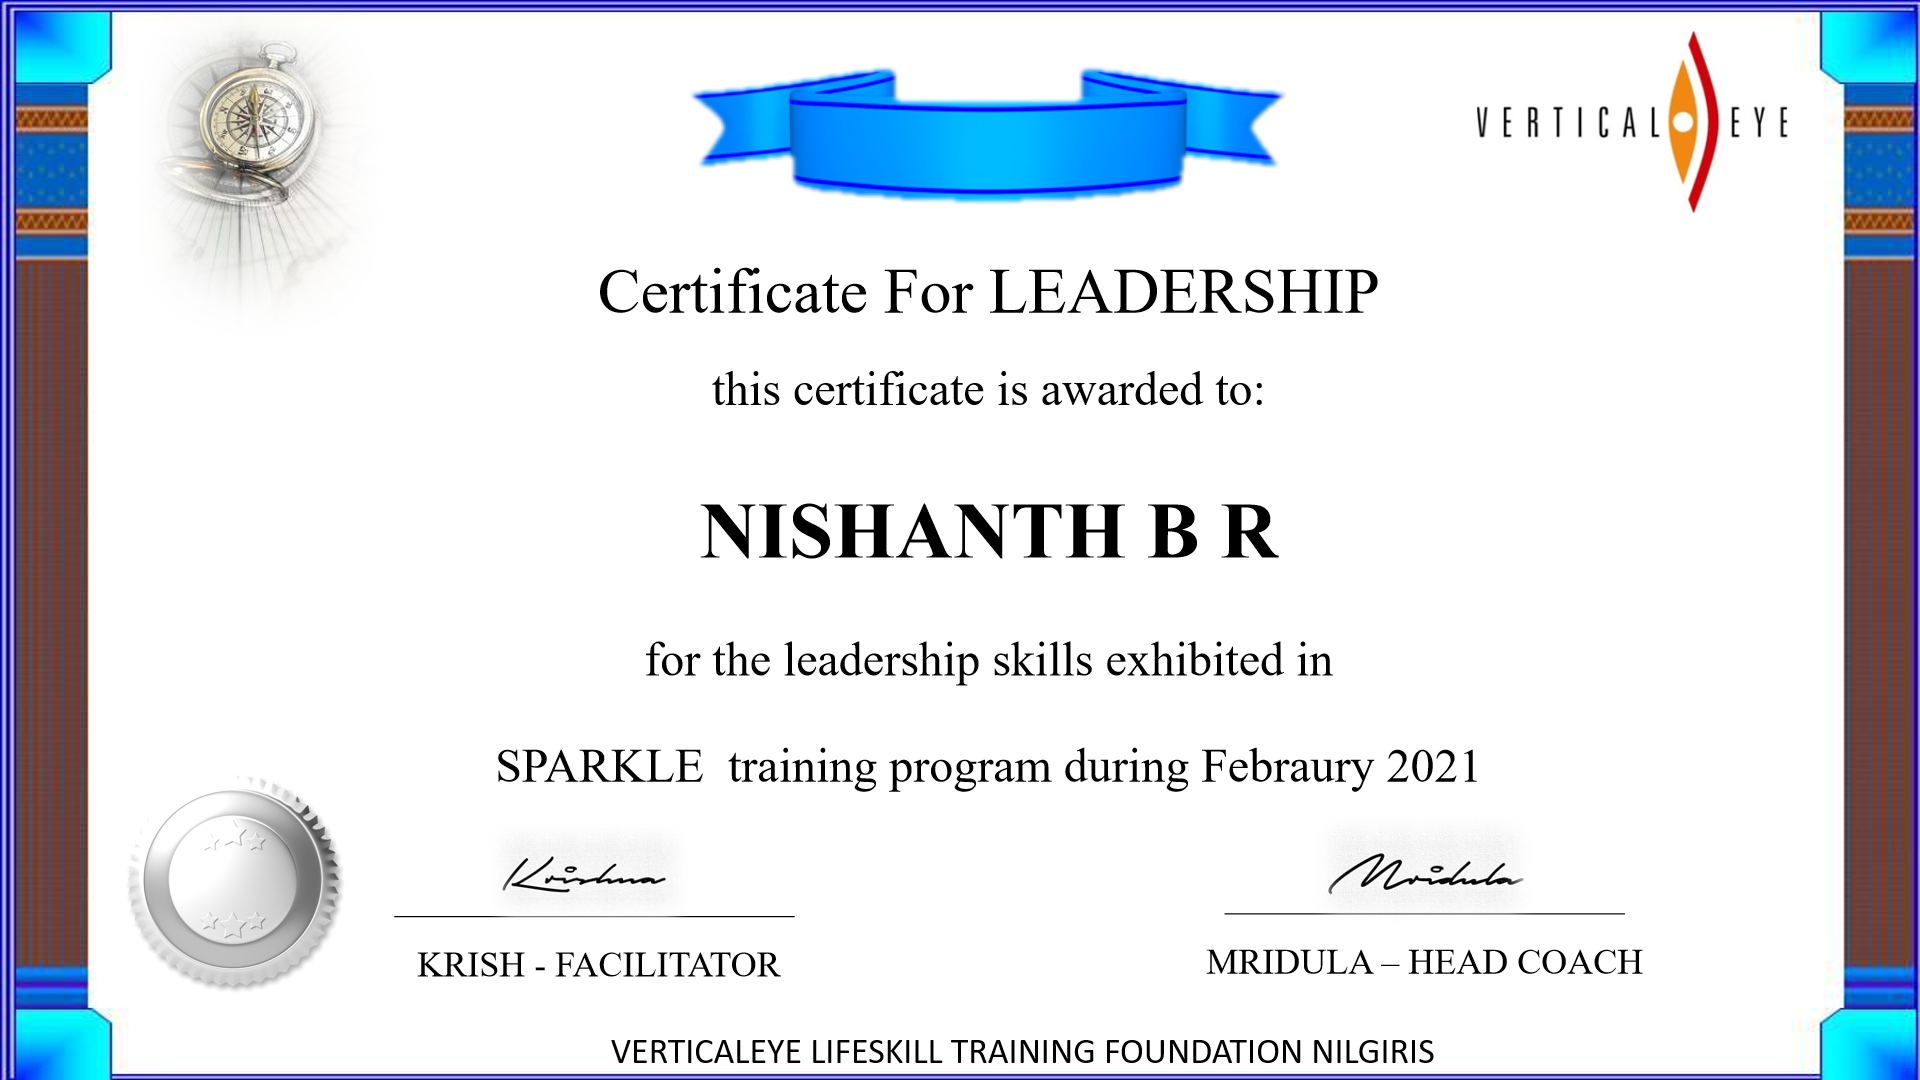 VERTICAL EYE
Certificate For LEADERSHIP
this certificate is awarded to:
NISHANTH B R
for the leadership skills exhibited in
SPARKLE  training program during Febraury 2021
Krishna
Mridula
KRISH - FACILITATOR
MRIDULA – HEAD COACH
VERTICALEYE LIFESKILL TRAINING FOUNDATION NILGIRIS